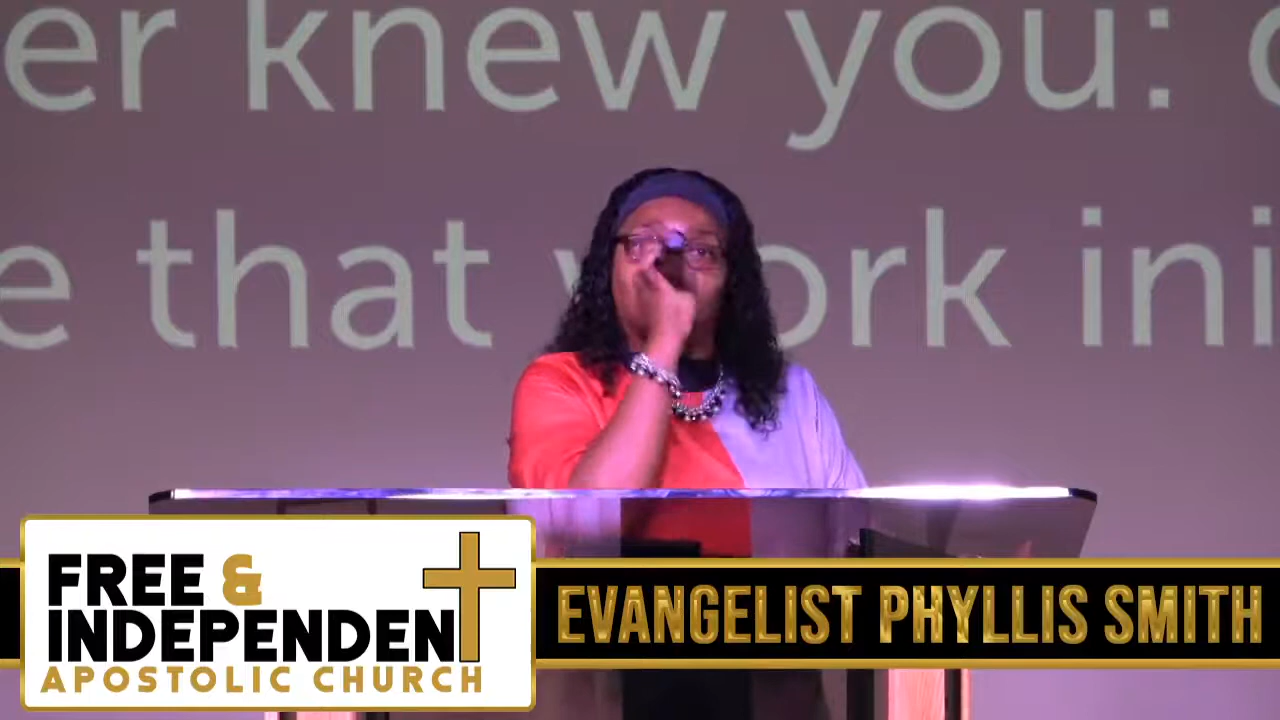 er knew you:
e that work ini
FREE &
INDEPENDENT
APOSTOLIC CHURCH
EVANGELIST PHYLLIS SMITH